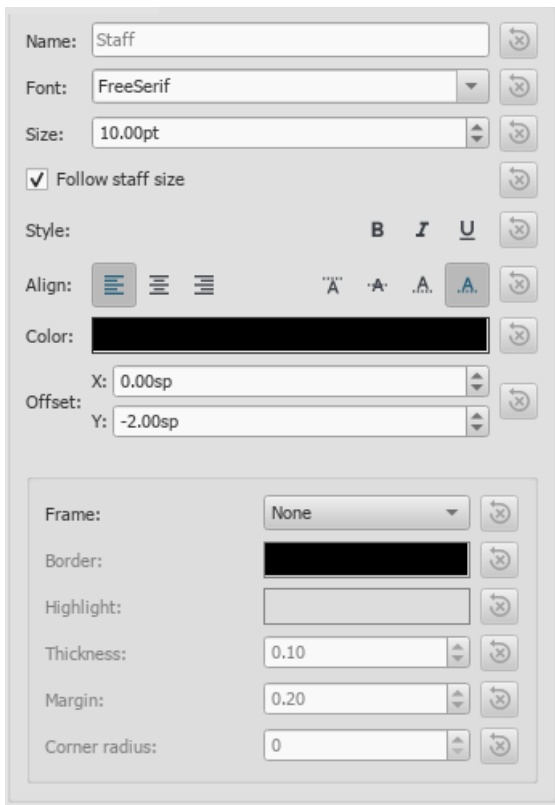 Name: Staff
Font: FreeSerif
Size: 10.00pt
Follow staff size
Style: B I U
Align: A A A A
Color:
Offset:
X: 0.00sp
Y: -2.00sp
Frame: None
Border:
Highlight:
Thickness: 0.10
Margin: 0.20
Corner radius: 0